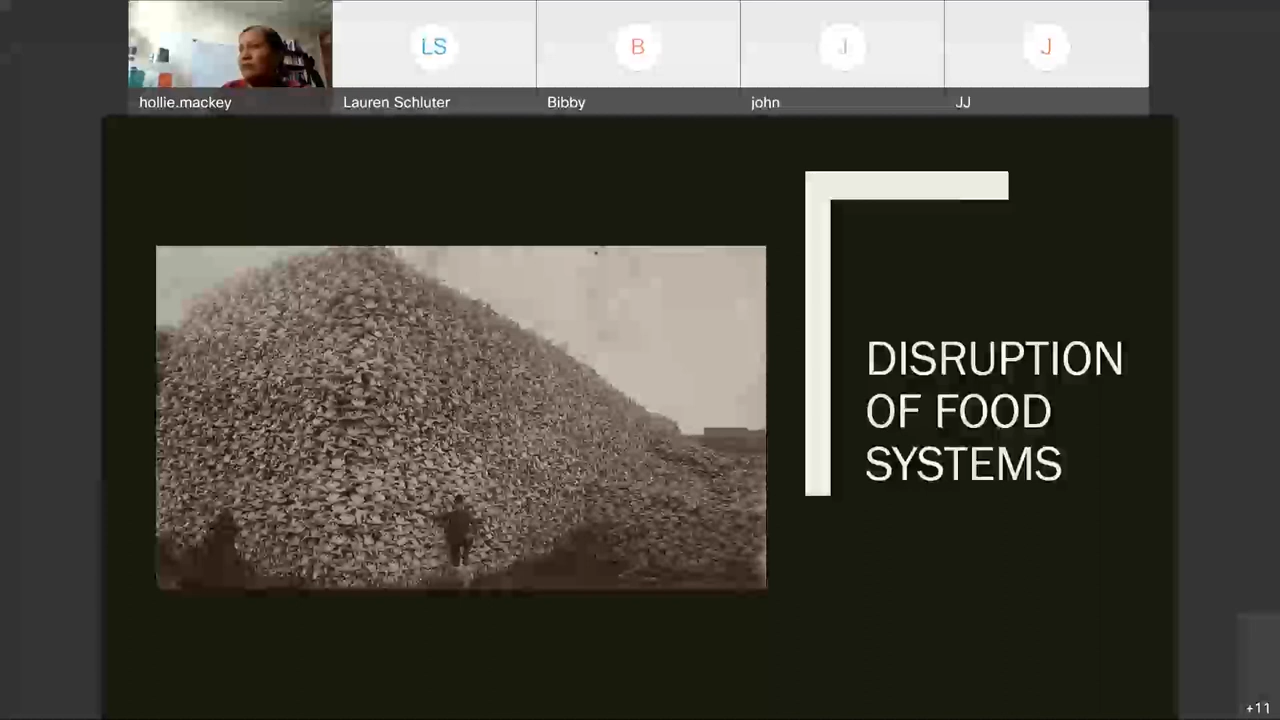 LS
B
J
J
hollie.mackey
Lauren Schluter
Bibby
john
JJ
DISRUPTION
OF FOOD
SYSTEMS
+11